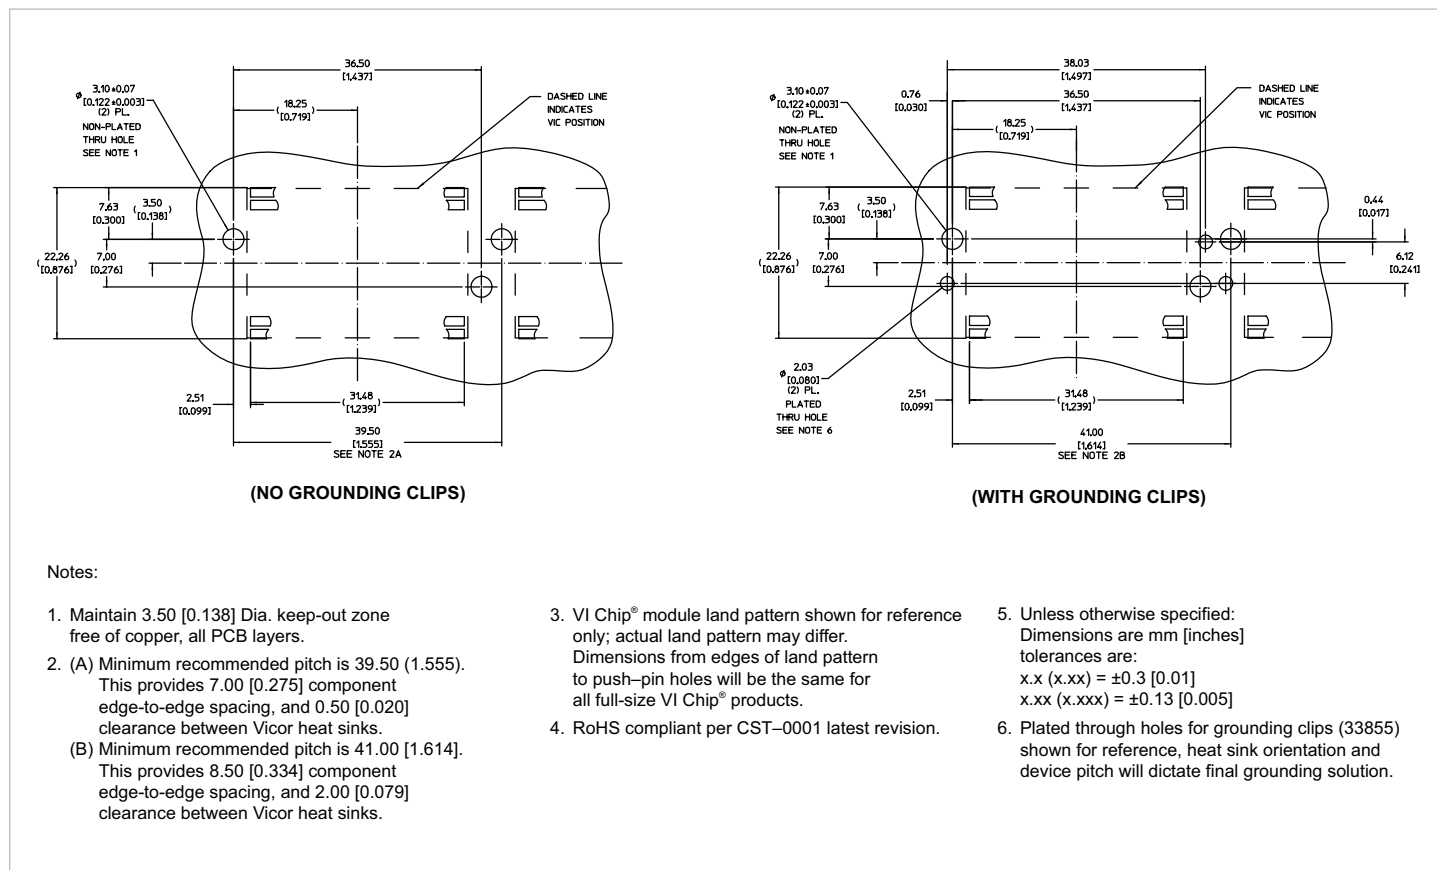 36.50
[1.437]
3.10±0.07
ø [0.122±0.003]
(2) PL.
NON-PLATED
THRU HOLE
SEE NOTE 1
(18.25)
[0.719]
DASHED LINE
INDICATES
VIC POSITION
7.63
[0.300]
(3.50)
[0.138]
(22.26)
[0.876]
7.00
[0.276]
2.51
[0.099]
(31.48)
[1.239]
39.50
[1.555]
SEE NOTE 2A
(NO GROUNDING CLIPS)
38.03
[1.497]
3.10±0.07
ø [0.122±0.003]
(2) PL.
NON-PLATED
THRU HOLE
SEE NOTE 1
0.76
[0.030]
36.50
[1.437]
(18.25)
[0.719]
DASHED LINE
INDICATES
VIC POSITION
7.63
[0.300]
(3.50)
[0.138]
0.44
[0.017]
(22.26)
[0.876]
7.00
[0.276]
6.12
[0.241]
ø 2.03
[0.080]
(2) PL.
PLATED
THRU HOLE
SEE NOTE 6
2.51
[0.099]
(31.48)
[1.239]
41.00
[1.614]
SEE NOTE 2B
(WITH GROUNDING CLIPS)
Notes:
1. Maintain 3.50 [0.138] Dia. keep-out zone
free of copper, all PCB layers.
2. (A) Minimum recommended pitch is 39.50 (1.555).
This provides 7.00 [0.275] component
edge-to-edge spacing, and 0.50 [0.020]
clearance between Vicor heat sinks.
(B) Minimum recommended pitch is 41.00 [1.614].
This provides 8.50 [0.334] component
edge-to-edge spacing, and 2.00 [0.079]
clearance between Vicor heat sinks.
3. VI Chip® module land pattern shown for reference
only; actual land pattern may differ.
Dimensions from edges of land pattern
to push–pin holes will be the same for
all full-size VI Chip® products.
4. RoHS compliant per CST–0001 latest revision.
5. Unless otherwise specified:
Dimensions are mm [inches]
tolerances are:
x.x (x.xx) = ±0.3 [0.01]
x.xx (x.xxx) = ±0.13 [0.005]
6. Plated through holes for grounding clips (33855)
shown for reference, heat sink orientation and
device pitch will dictate final grounding solution.